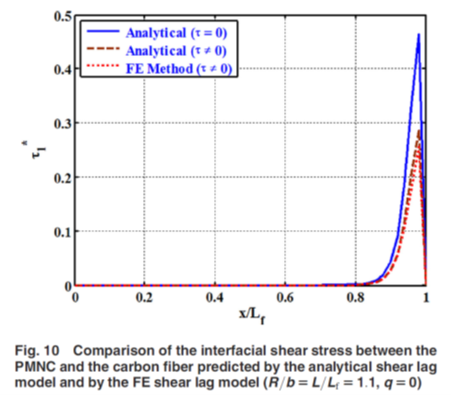 0.5
Analytical (τ = 0)
Analytical (τ ≠ 0)
FE Method (τ ≠ 0)
0.4
0.3
τ₁*
0.2
0.1
0
0 0.2 0.4 0.6 0.8 1
x/L_f
Fig. 10 Comparison of the interfacial shear stress between the
PMNC and the carbon fiber predicted by the analytical shear lag
model and by the FE shear lag model (R/b = L/L_f = 1.1, q = 0)